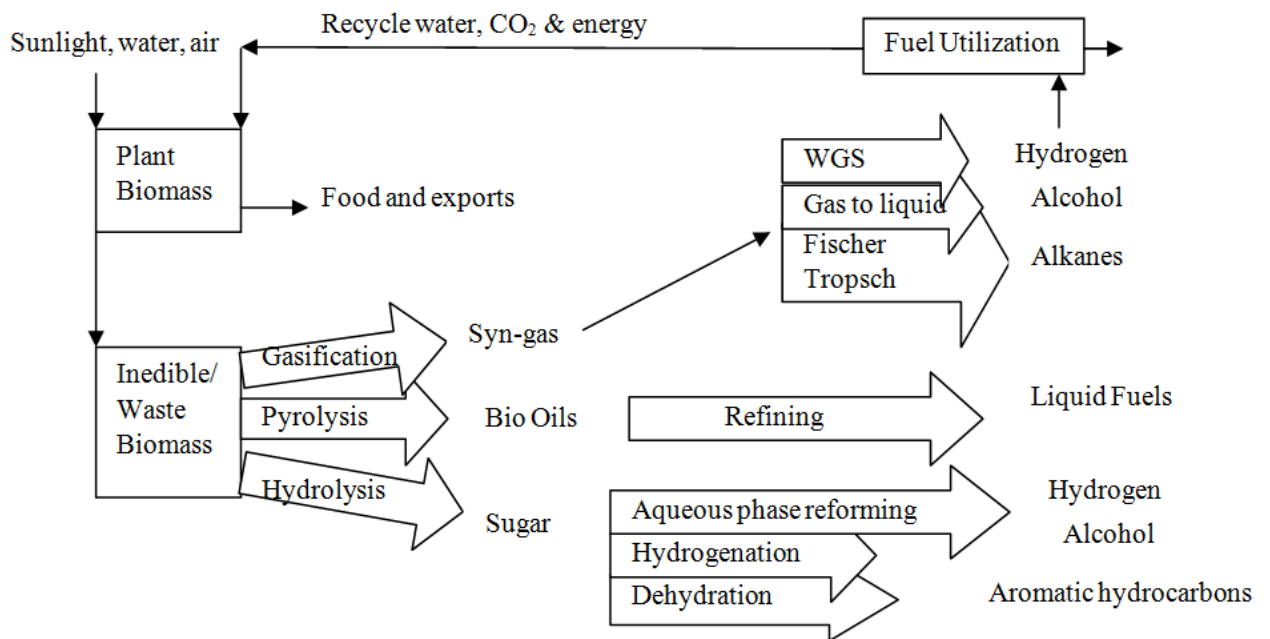 Recycle water, CO₂ & energy
Sunlight, water, air
Fuel Utilization
Plant
Biomass
Food and exports
WGS
Hydrogen
Gas to liquid
Alcohol
Fischer
Tropsch
Alkanes
Inedible/
Waste
Biomass
Gasification
Syn-gas
Pyrolysis
Bio Oils
Refining
Liquid Fuels
Hydrolysis
Sugar
Aqueous phase reforming
Hydrogen
Hydrogenation
Alcohol
Dehydration
Aromatic hydrocarbons